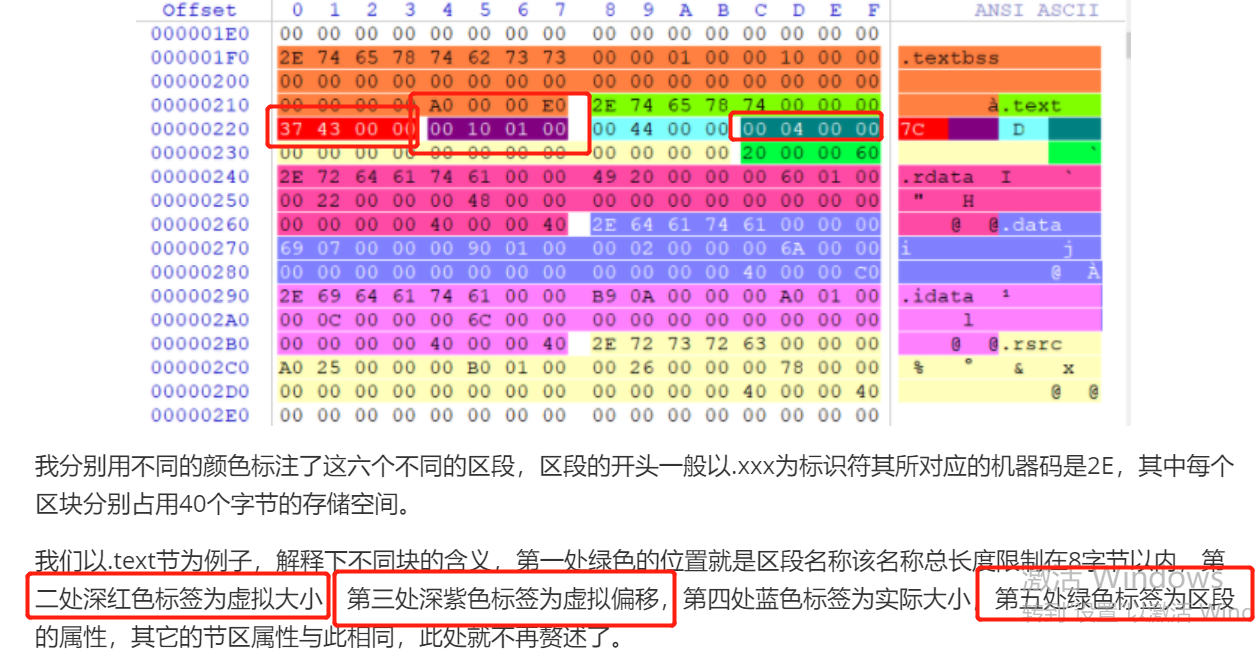 Offset 0 1 2 3 4 5 6 7 8 9 A B C D E F ANSI ASCII
000001E0 00 00 00 00 00 00 00 00 00 00 00 00 00 00 00 00
000001F0 2E 74 65 78 74 62 73 73 00 00 01 00 00 10 00 00 .textbss
00000200 00 00 00 00 00 00 00 00 00 00 00 00 00 00 00 00
00000210 00 00 00 00 A0 00 00 E0 2E 74 65 78 74 00 00 00 à.text
00000220 37 43 00 00 00 10 01 00 00 44 00 00 00 04 00 00 7C D
00000230 00 00 00 00 00 00 00 00 00 00 00 00 20 00 00 60 `
00000240 2E 72 64 61 74 61 00 00 49 20 00 00 00 60 01 00 .rdata I `
00000250 00 22 00 00 00 48 00 00 00 00 00 00 00 00 00 00 " H
00000260 00 00 00 00 40 00 00 40 2E 64 61 74 61 00 00 00 @ @.data
00000270 69 07 00 00 00 90 01 00 00 02 00 00 00 6A 00 00 i j
00000280 00 00 00 00 00 00 00 00 00 00 00 00 40 00 00 C0 @ À
00000290 2E 69 64 61 74 61 00 00 B9 0A 00 00 00 A0 01 00 .idata ¹
000002A0 00 0C 00 00 00 6C 00 00 00 00 00 00 00 00 00 00 l
000002B0 00 00 00 00 40 00 00 40 2E 72 73 72 63 00 00 00 @ @.rsrc
000002C0 A0 25 00 00 00 B0 01 00 00 26 00 00 00 78 00 00 % ° & x
000002D0 00 00 00 00 00 00 00 00 00 00 00 00 40 00 00 40 @ @
000002E0 00 00 00 00 00 00 00 00 00 00 00 00 00 00 00 00
我分别用不同的颜色标注了这六个不同的区段，区段的开头一般以.xxx为标识符其所对应的机器码是2E，其中每个
区块分别占用40个字节的存储空间。
我们以.text节为例子，解释下不同块的含义，第一处绿色的位置就是区段名称该名称总长度限制在8字节以内，第
二处深红色标签为虚拟大小，第三处深紫色标签为虚拟偏移，第四处蓝色标签为实际大小，第五处绿色标签为区段
的属性，其它的节区属性与此相同，此处就不再赘述了。
激活 Windows
转到"设置"以激活 Wind